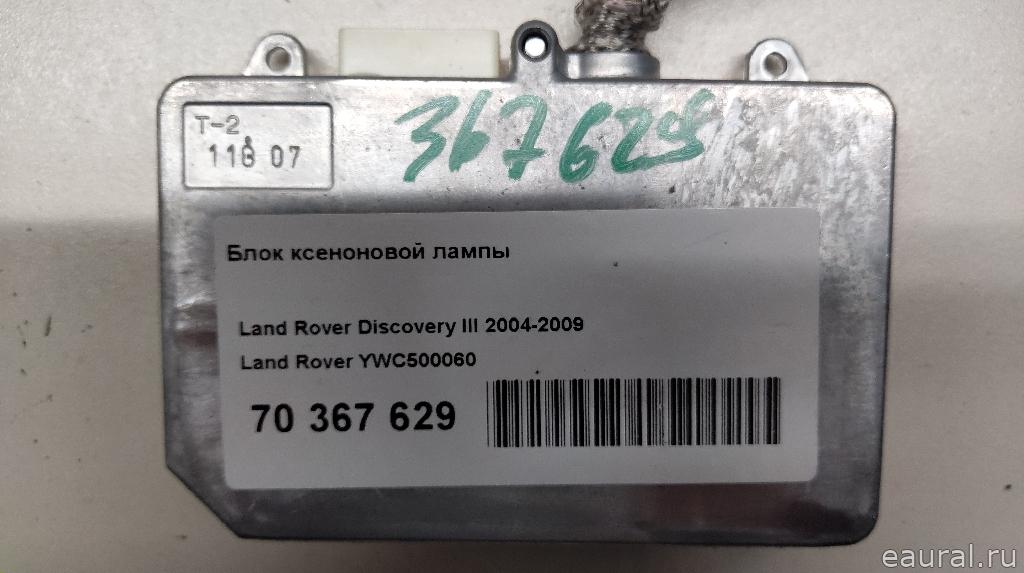 367629
T-2
118 07
Блок ксеноновой лампы
Land Rover Discovery III 2004-2009
Land Rover YWC500060
70 367 629
eaural.ru